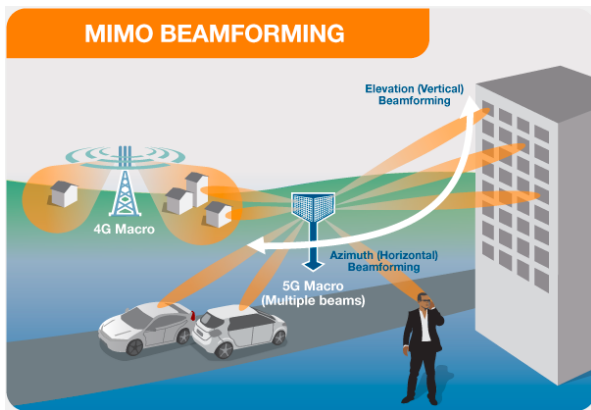 MIMO BEAMFORMING
Elevation (Vertical)
Beamforming
4G Macro
Azimuth (Horizontal)
Beamforming
5G Macro
(Multiple beams)